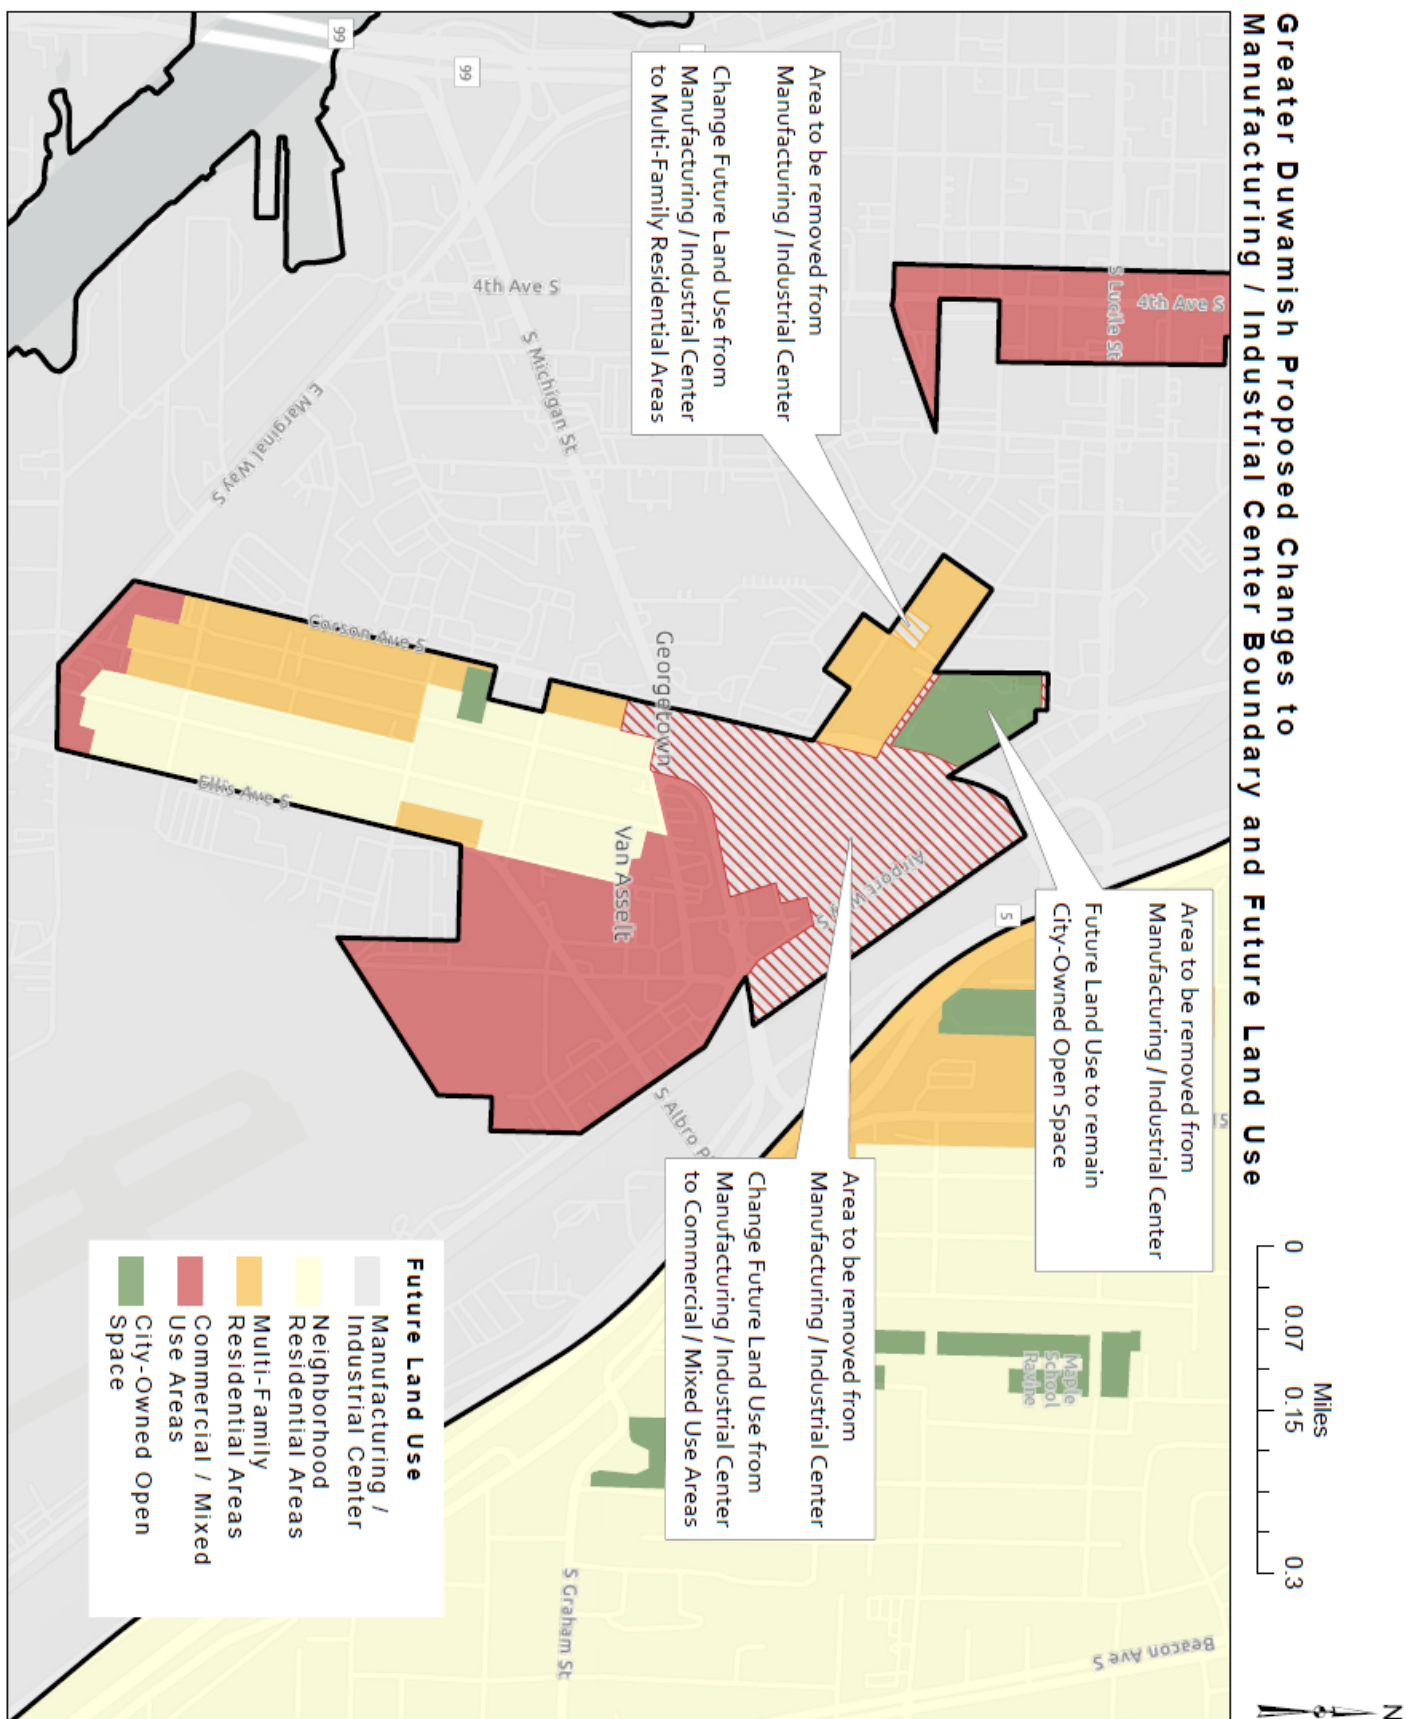 Greater Duwamish Proposed Changes to
Manufacturing / Industrial Center Boundary and Future Land Use
Miles
0 0.07 0.15 0.3
N
99
99
4th Ave S
S Lucile St
4th Ave S
S Michigan St
E Marginal Way S
Area to be removed from
Manufacturing / Industrial Center
Change Future Land Use from
Manufacturing / Industrial Center
to Multi-Family Residential Areas
Georgetown
Corson Ave S
Ellis Ave S
Van Asselt
Airport Way S
5
S Albro Pl
Area to be removed from
Manufacturing / Industrial Center
Future Land Use to remain
City-Owned Open Space
15
Area to be removed from
Manufacturing / Industrial Center
Change Future Land Use from
Manufacturing / Industrial Center
to Commercial / Mixed Use Areas
Maple
School
Ravine
S Graham St
Beacon Ave S
Future Land Use
Manufacturing /
Industrial Center
Neighborhood
Residential Areas
Multi-Family
Residential Areas
Commercial / Mixed
Use Areas
City-Owned Open
Space